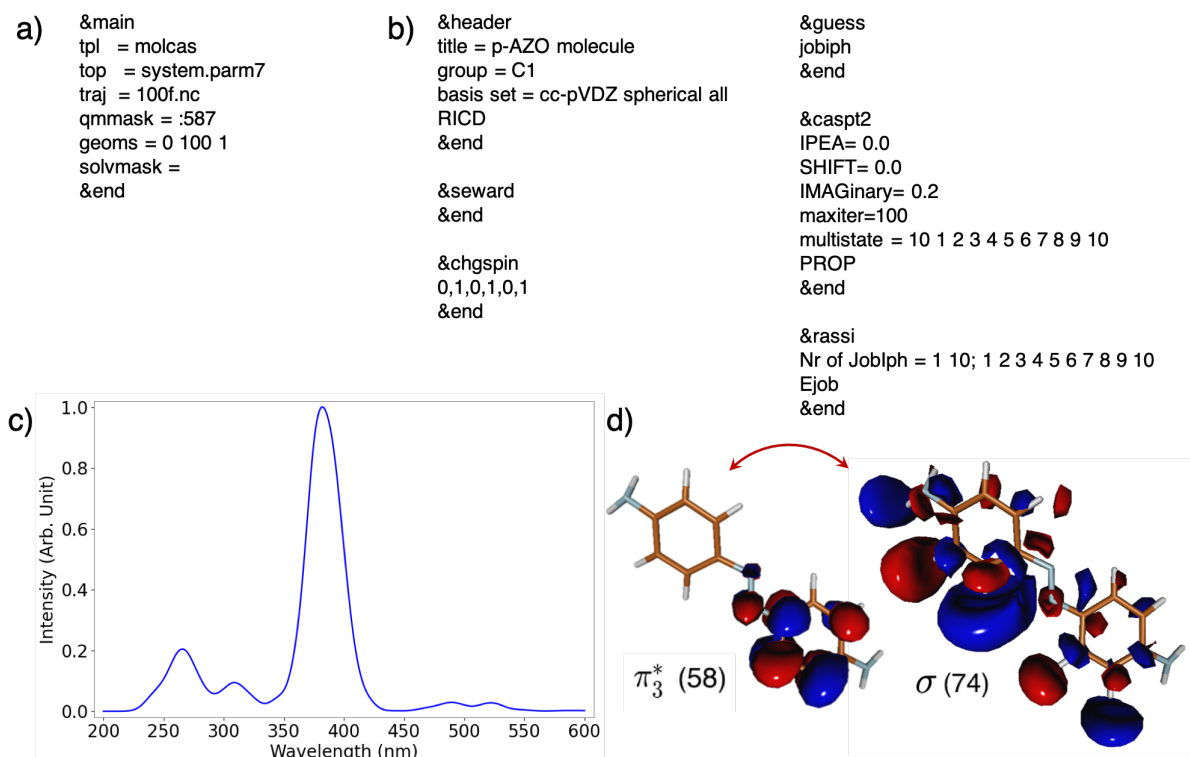 a)
&main
tpl = molcas
top = system.parm7
traj = 100f.nc
qmmask = :587
geoms = 0 100 1
solvmask =
&end
b)
&header
title = p-AZO molecule
group = C1
basis set = cc-pVDZ spherical all
RICD
&end
&seward
&end
&chgspin
0,1,0,1,0,1
&end
&guess
jobiph
&end
&caspt2
IPEA= 0.0
SHIFT= 0.0
IMAGinary= 0.2
maxiter=100
multistate = 10 1 2 3 4 5 6 7 8 9 10
PROP
&end
&rassi
Nr of JobIph = 1 10; 1 2 3 4 5 6 7 8 9 10
Ejob
&end
c)
Intensity (Arb. Unit)
1.0
0.8
0.6
0.4
0.2
0.0
200 250 300 350 400 450 500 550 600
Wavelength (nm)
d)
π₃* (58)
σ (74)